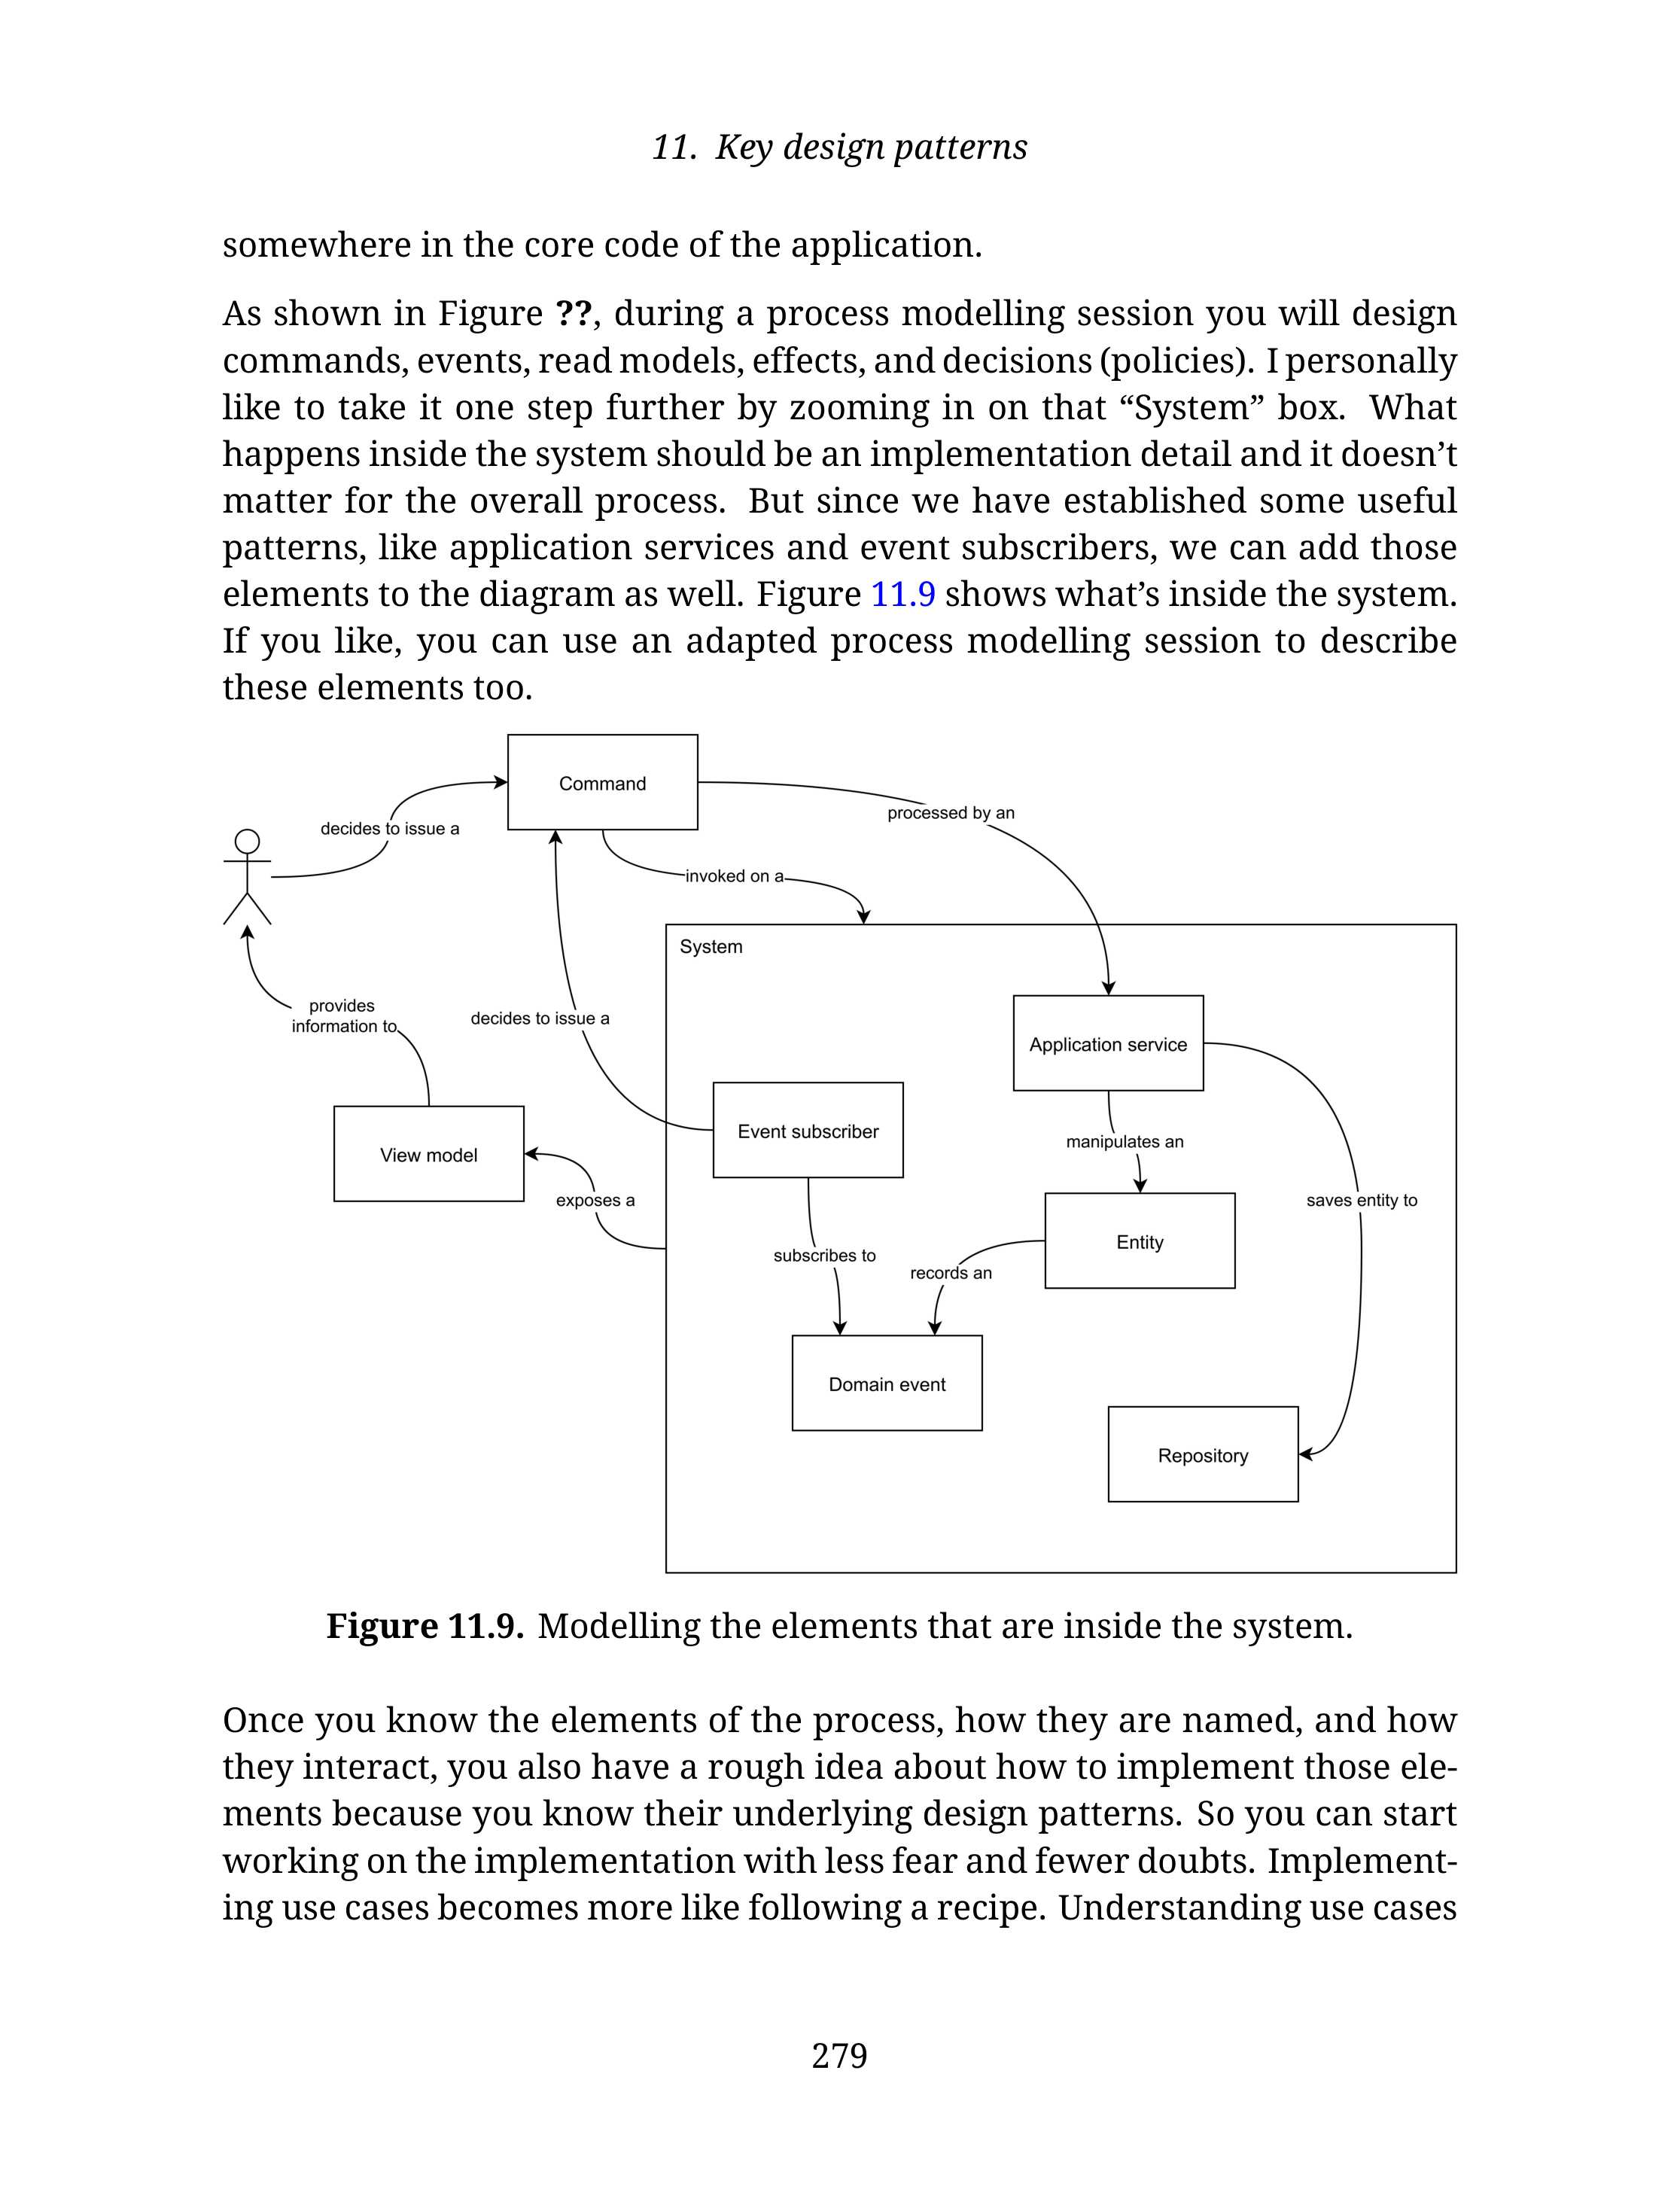 11. Key design patterns
somewhere in the core code of the application.
As shown in Figure ??, during a process modelling session you will design
commands, events, read models, effects, and decisions (policies). I personally
like to take it one step further by zooming in on that “System” box. What
happens inside the system should be an implementation detail and it doesn’t
matter for the overall process. But since we have established some useful
patterns, like application services and event subscribers, we can add those
elements to the diagram as well. Figure 11.9 shows what’s inside the system.
If you like, you can use an adapted process modelling session to describe
these elements too.
Command
processed by an
decides to issue a
invoked on a
System
provides
information to
decides to issue a
Application service
Event subscriber
manipulates an
View model
exposes a
saves entity to
Entity
subscribes to
records an
Domain event
Repository
Figure 11.9. Modelling the elements that are inside the system.
Once you know the elements of the process, how they are named, and how
they interact, you also have a rough idea about how to implement those ele-
ments because you know their underlying design patterns. So you can start
working on the implementation with less fear and fewer doubts. Implement-
ing use cases becomes more like following a recipe. Understanding use cases
279